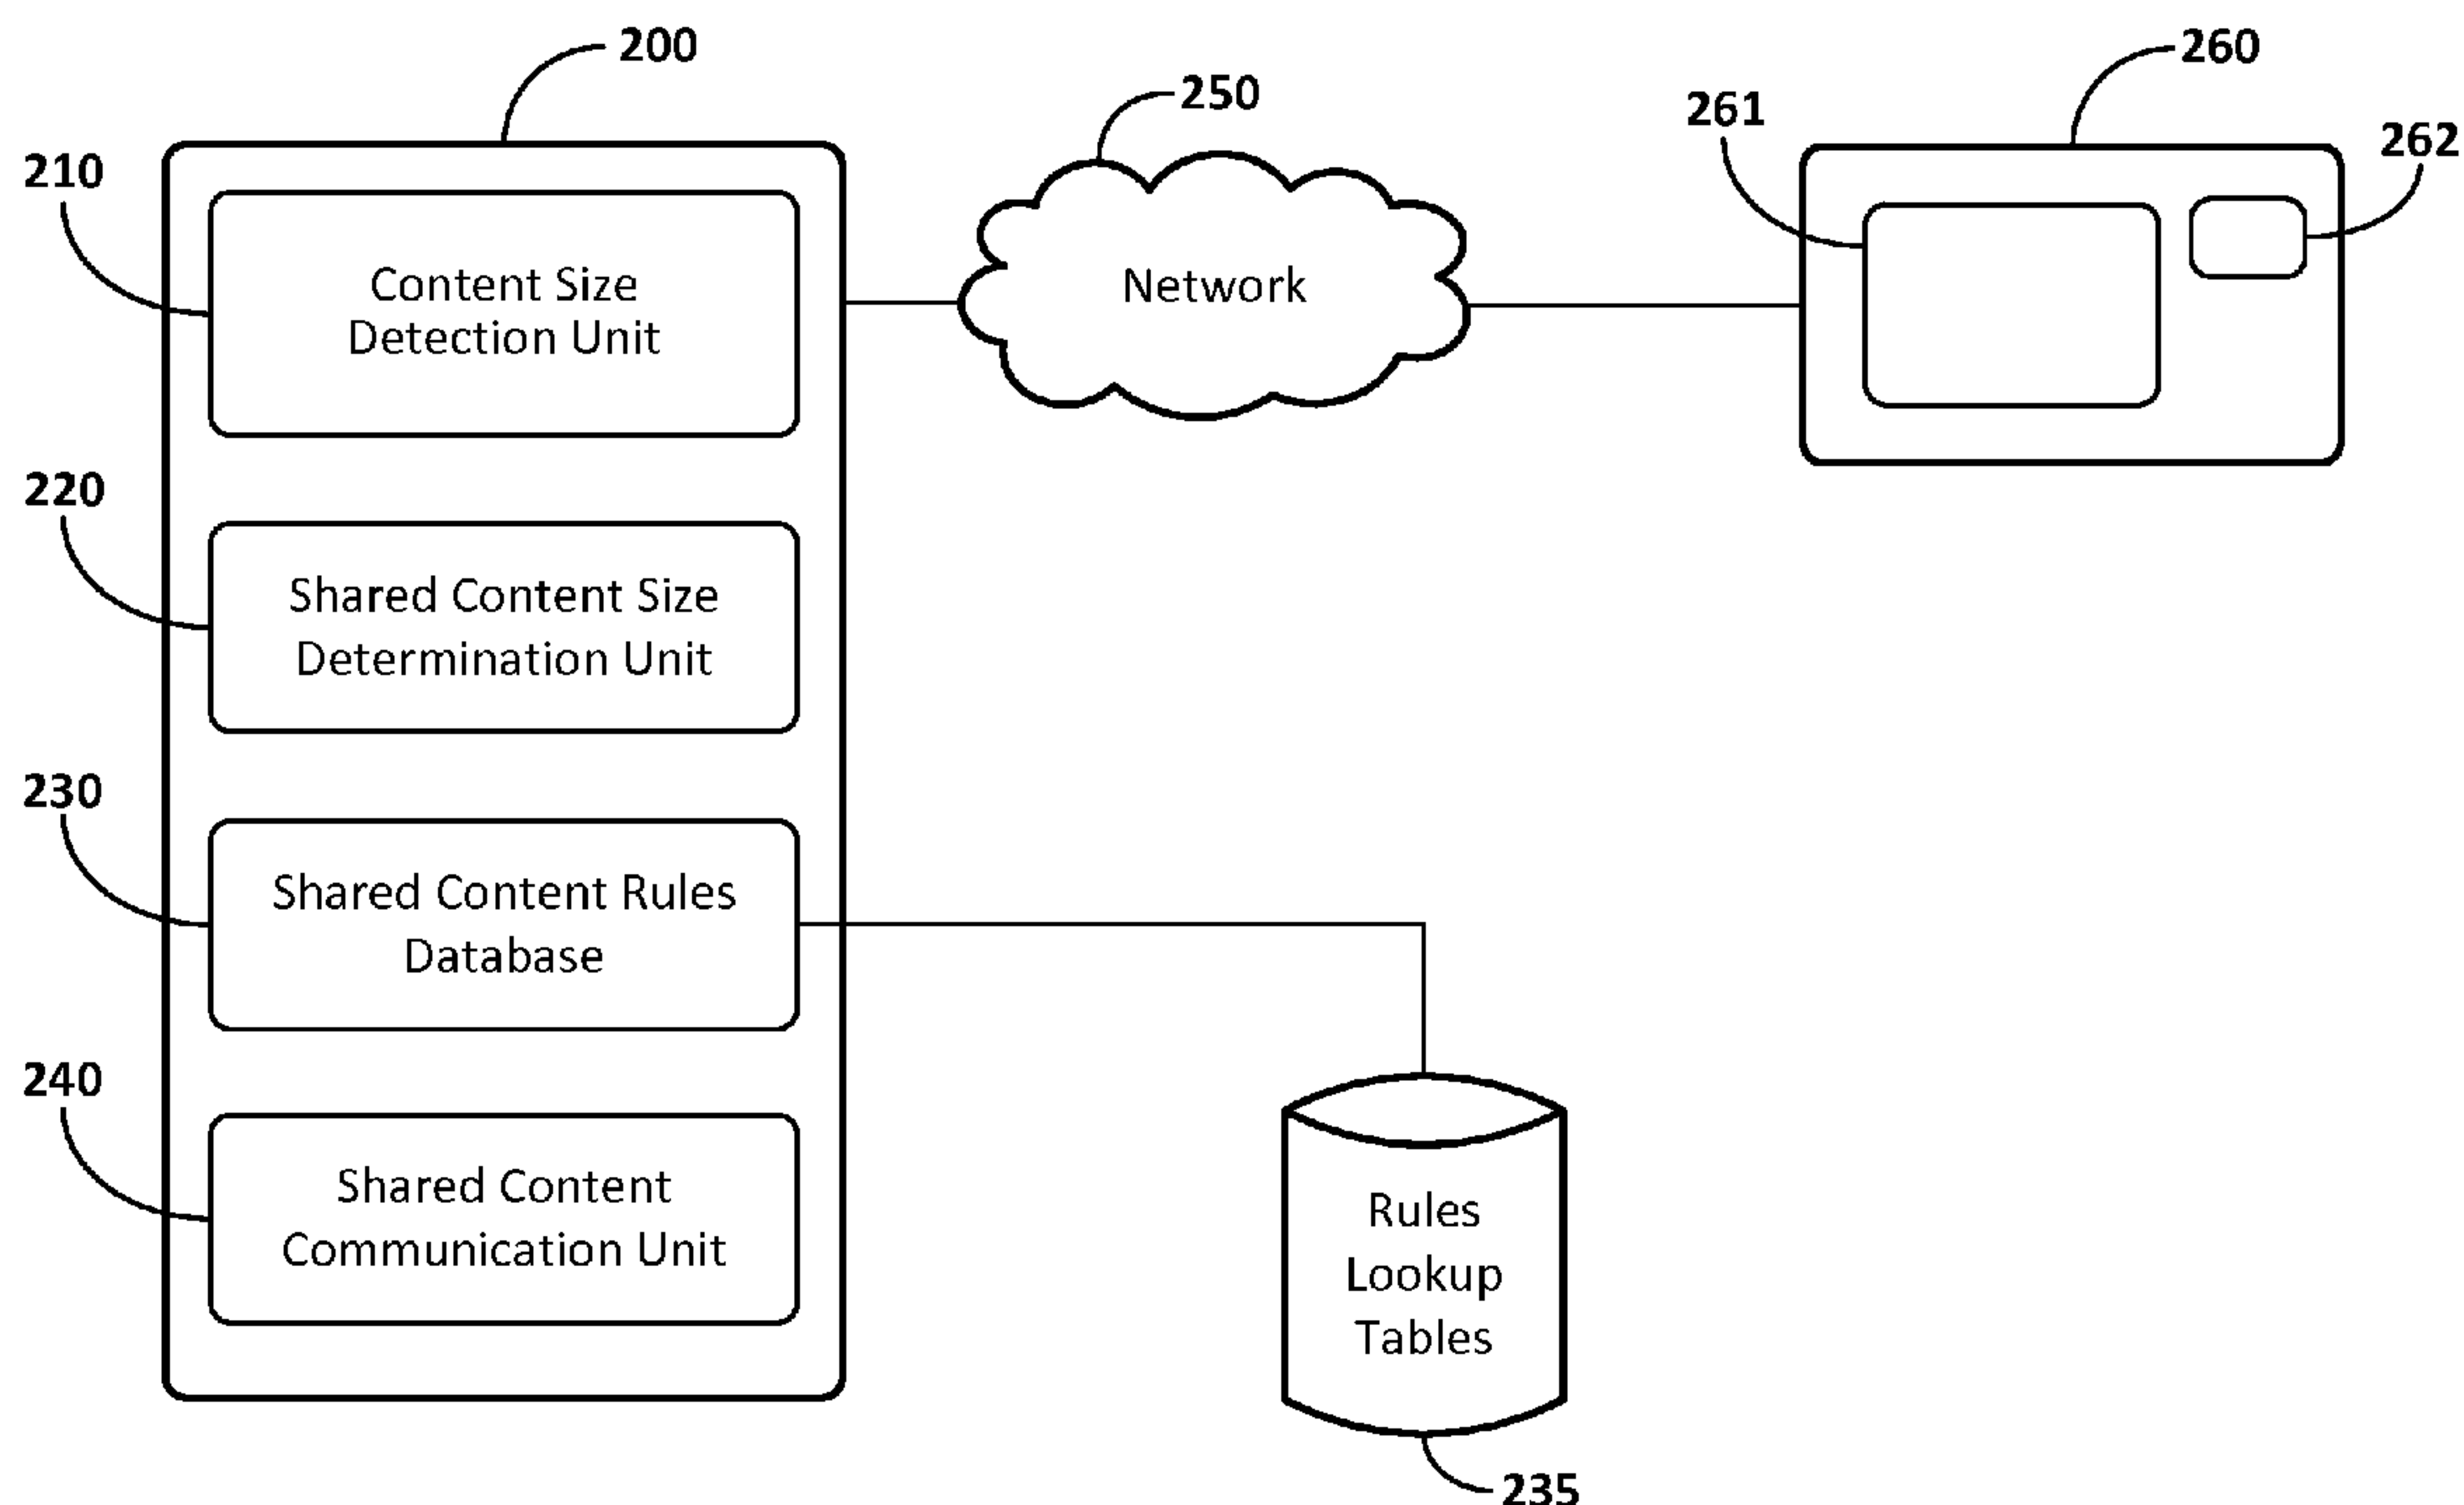 200
250
260
261
262
210
Content Size
Detection Unit
Network
220
Shared Content Size
Determination Unit
230
Shared Content Rules
Database
240
Shared Content
Communication Unit
Rules
Lookup
Tables
235